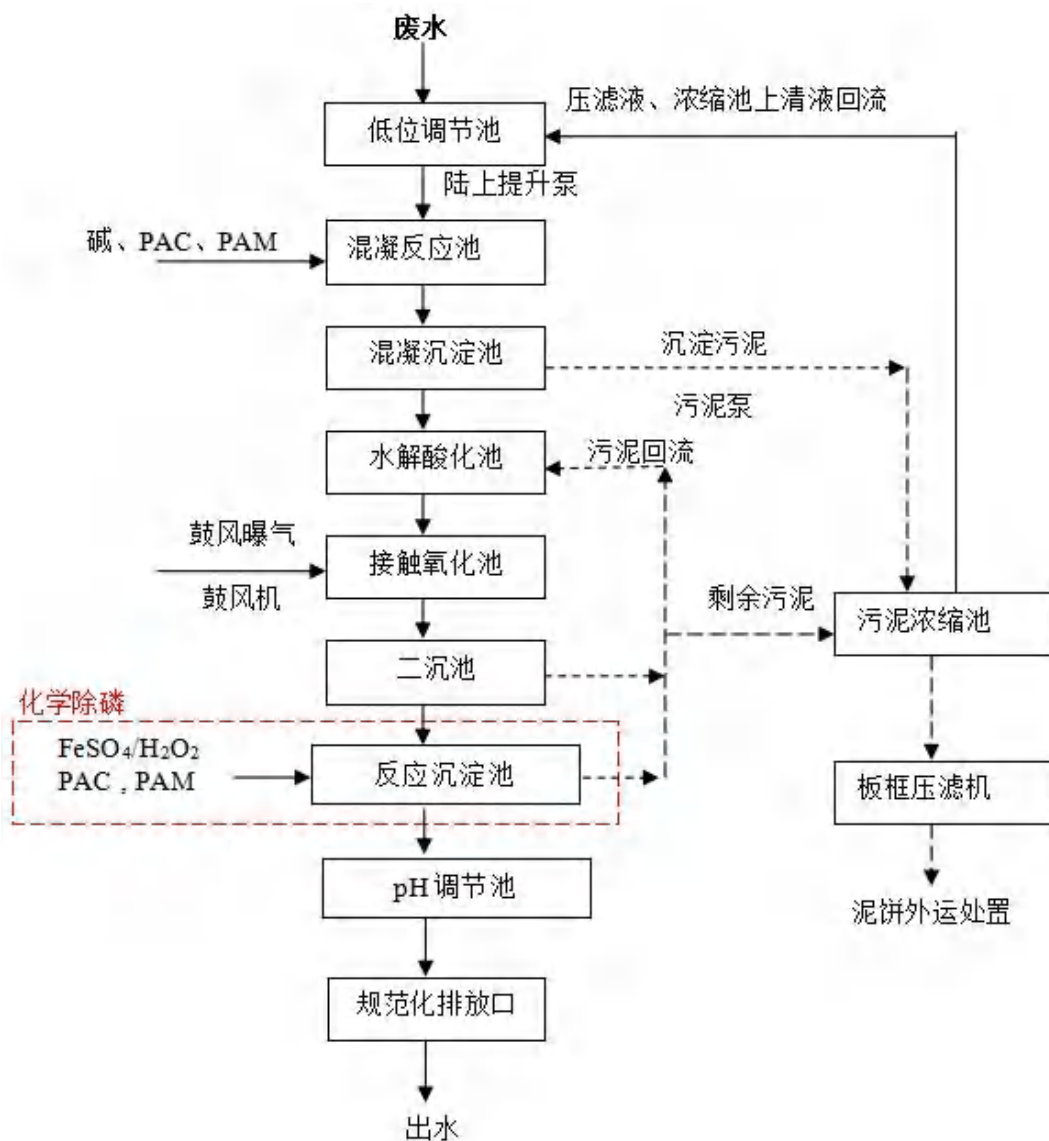 废水
压滤液、浓缩池上清液回流
低位调节池
陆上提升泵
碱、PAC、PAM
混凝反应池
混凝沉淀池
沉淀污泥
污泥泵
水解酸化池
污泥回流
鼓风曝气
鼓风机
接触氧化池
剩余污泥
污泥浓缩池
二沉池
化学除磷
FeSO₄/H₂O₂
PAC , PAM
反应沉淀池
板框压滤机
pH 调节池
泥饼外运处置
规范化排放口
出水